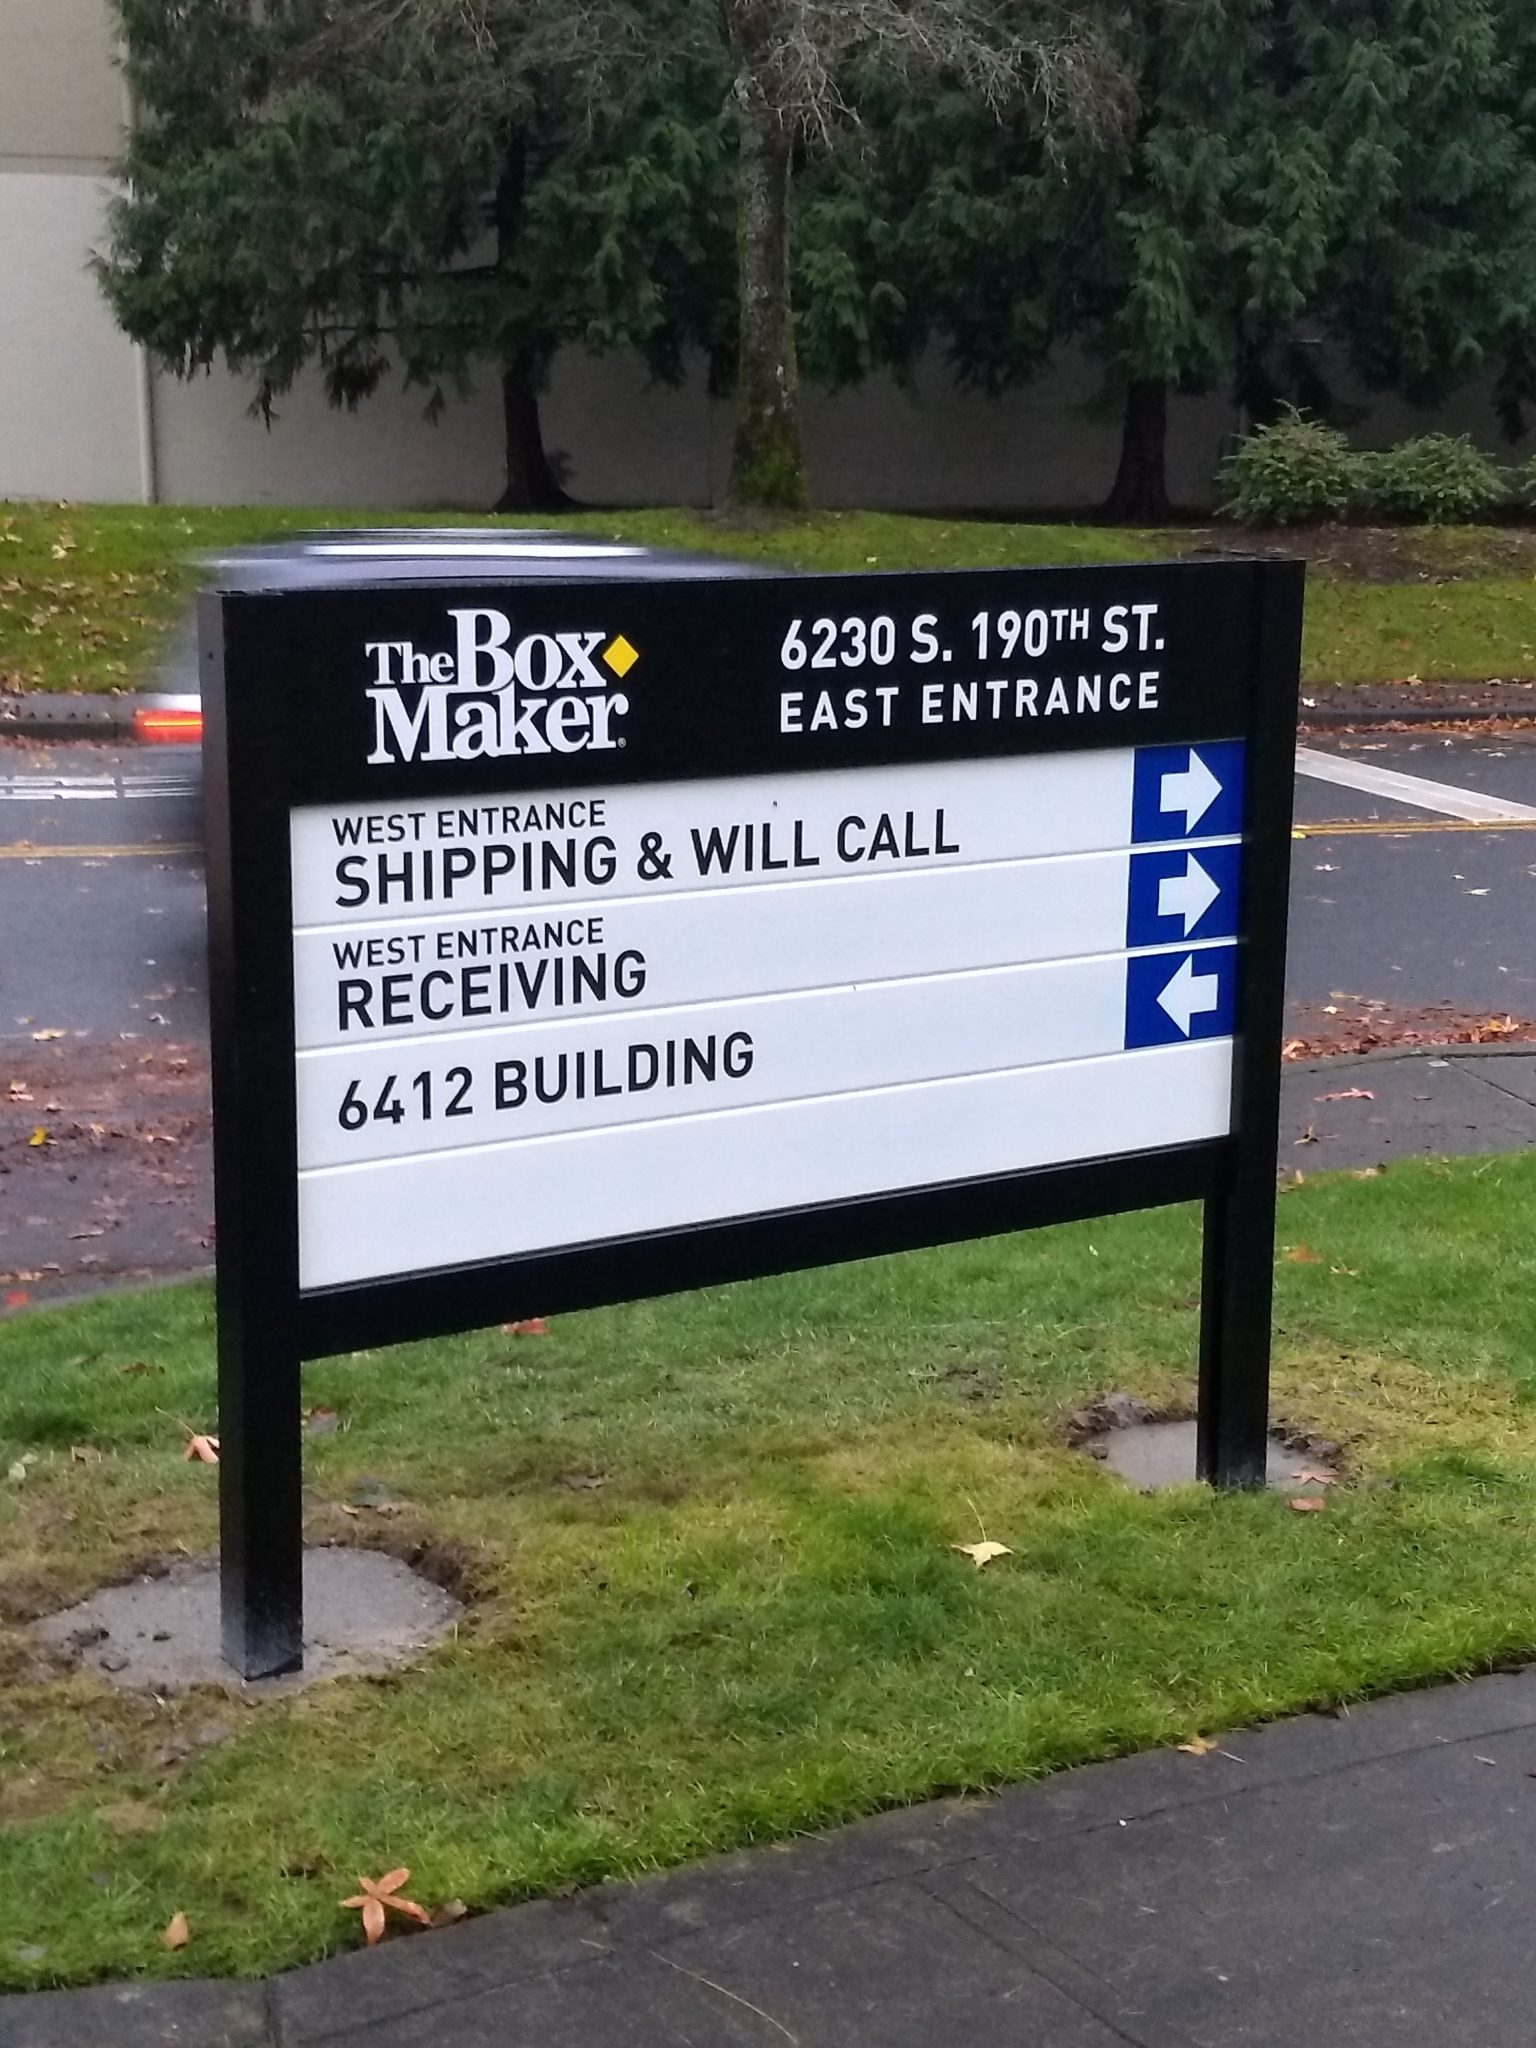 The Box
Maker
6230 S. 190TH ST.
EAST ENTRANCE
WEST ENTRANCE
SHIPPING & WILL CALL
WEST ENTRANCE
RECEIVING
6412 BUILDING